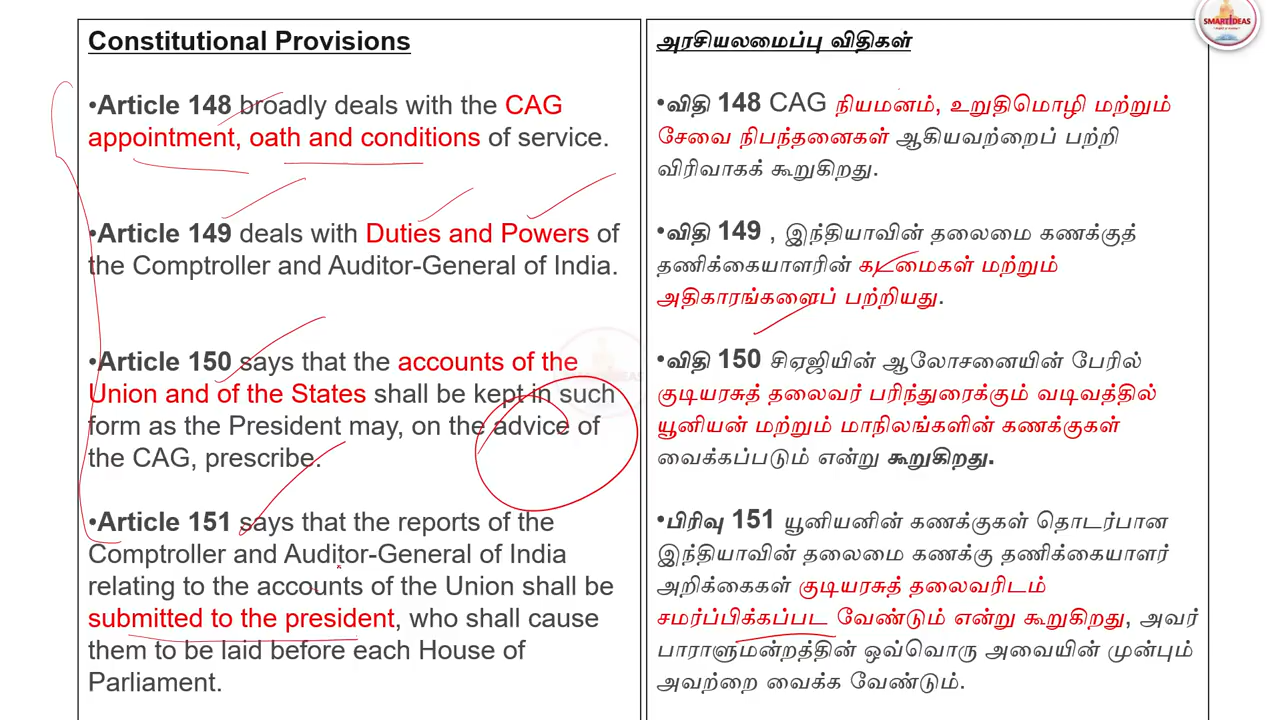 SMART IDEAS
Constitutional Provisions
•Article 148 broadly deals with the CAG
appointment, oath and conditions of service.
•Article 149 deals with Duties and Powers of
the Comptroller and Auditor-General of India.
•Article 150 says that the accounts of the
Union and of the States shall be kept in such
form as the President may, on the advice of
the CAG, prescribe.
•Article 151 says that the reports of the
Comptroller and Auditor-General of India
relating to the accounts of the Union shall be
submitted to the president, who shall cause
them to be laid before each House of
Parliament.
அரசியலமைப்பு விதிகள்
•விதி 148 CAG நியமனம், உறுதிமொழி மற்றும்
சேவை நிபந்தனைகள் ஆகியவற்றைப் பற்றி
விரிவாகக் கூறுகிறது.
•விதி 149 , இந்தியாவின் தலைமை கணக்குத்
தணிக்கையாளரின் கடமைகள் மற்றும்
அதிகாரங்களைப் பற்றியது.
•விதி 150 சிஏஜியின் ஆலோசனையின் பேரில்
குடியரசுத் தலைவர் பரிந்துரைக்கும் வடிவத்தில்
யூனியன் மற்றும் மாநிலங்களின் கணக்குகள்
வைக்கப்படும் என்று கூறுகிறது.
•பிரிவு 151 யூனியனின் கணக்குகள் தொடர்பான
இந்தியாவின் தலைமை கணக்கு தணிக்கையாளர்
அறிக்கைகள் குடியரசுத் தலைவரிடம்
சமர்ப்பிக்கப்பட வேண்டும் என்று கூறுகிறது, அவர்
பாராளுமன்றத்தின் ஒவ்வொரு அவையின் முன்பும்
அவற்றை வைக்க வேண்டும்.